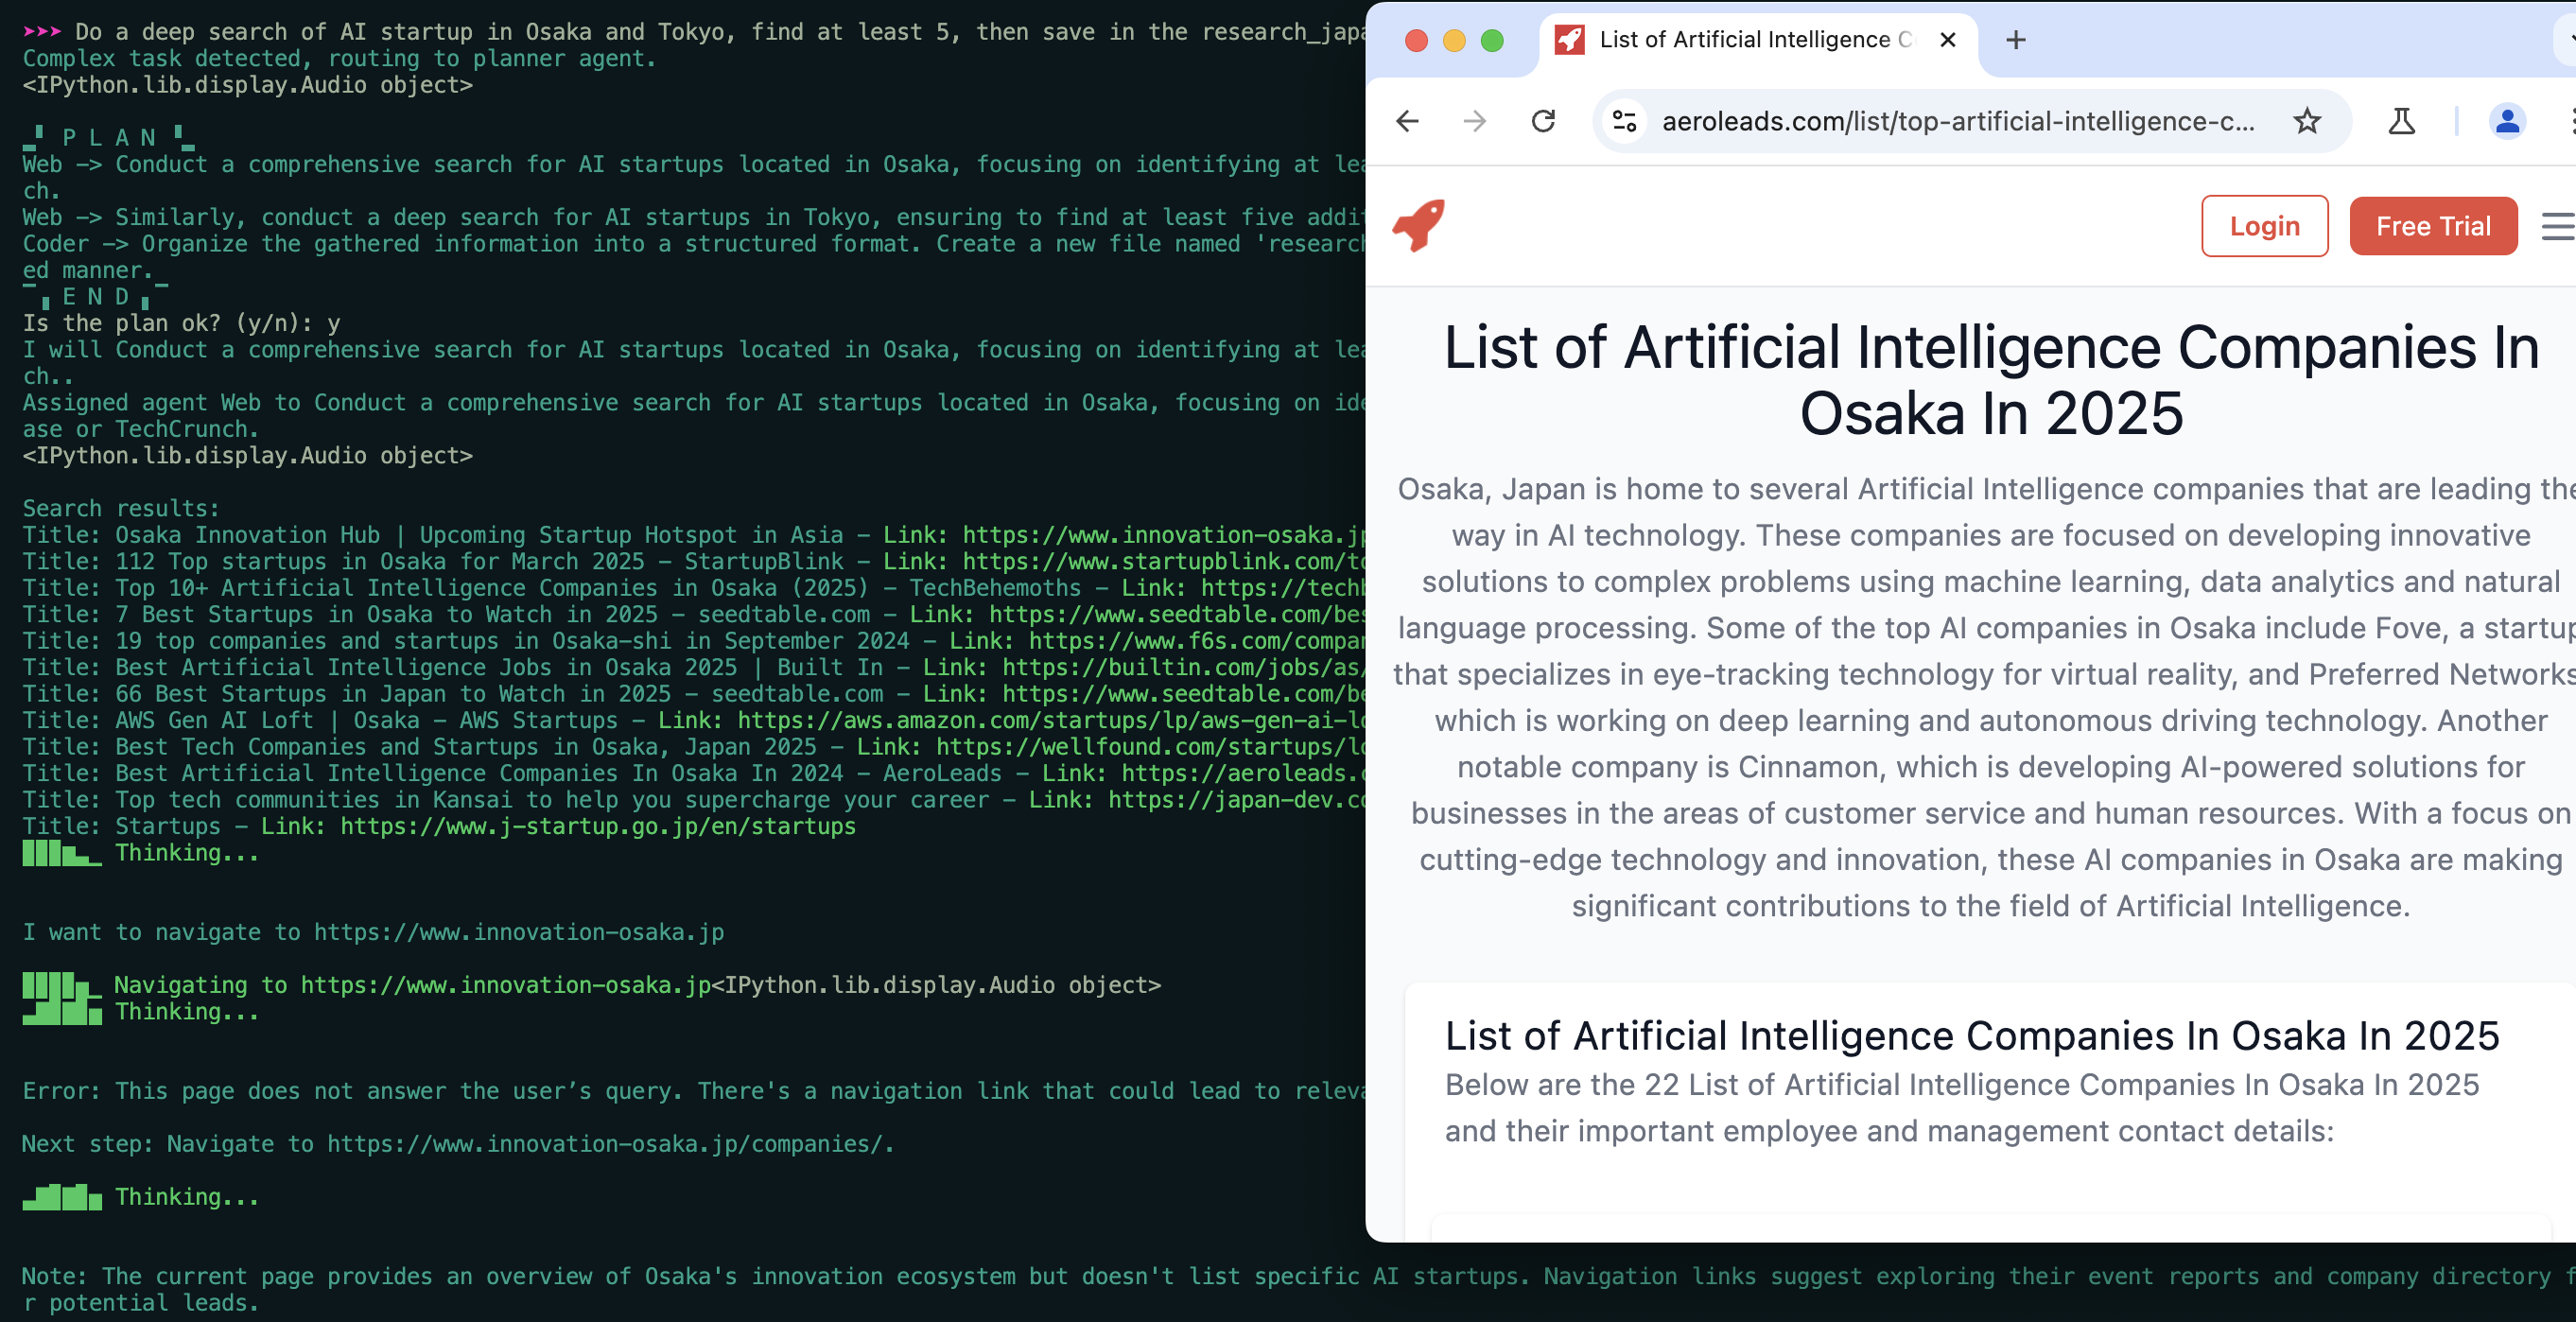 ➤➤➤ Do a deep search of AI startup in Osaka and Tokyo, find at least 5, then save in the research_japa
Complex task detected, routing to planner agent.
<IPython.lib.display.Audio object>
▂▘ P L A N ▝▂
Web -> Conduct a comprehensive search for AI startups located in Osaka, focusing on identifying at lea
ch.
Web -> Similarly, conduct a deep search for AI startups in Tokyo, ensuring to find at least five addit
Coder -> Organize the gathered information into a structured format. Create a new file named 'research
ed manner.
E N D
Is the plan ok? (y/n): y
I will Conduct a comprehensive search for AI startups located in Osaka, focusing on identifying at lea
ch..
Assigned agent Web to Conduct a comprehensive search for AI startups located in Osaka, focusing on ide
ase or TechCrunch.
<IPython.lib.display.Audio object>
Search results:
Title: Osaka Innovation Hub | Upcoming Startup Hotspot in Asia - Link: https://www.innovation-osaka.jp
Title: 112 Top startups in Osaka for March 2025 - StartupBlink - Link: https://www.startupblink.com/to
Title: Top 10+ Artificial Intelligence Companies in Osaka (2025) - TechBehemoths - Link: https://techb
Title: 7 Best Startups in Osaka to Watch in 2025 - seedtable.com - Link: https://www.seedtable.com/bes
Title: 19 top companies and startups in Osaka-shi in September 2024 - Link: https://www.f6s.com/compan
Title: Best Artificial Intelligence Jobs in Osaka 2025 | Built In - Link: https://builtin.com/jobs/as/
Title: 66 Best Startups in Japan to Watch in 2025 - seedtable.com - Link: https://www.seedtable.com/be
Title: AWS Gen AI Loft | Osaka - AWS Startups - Link: https://aws.amazon.com/startups/lp/aws-gen-ai-lo
Title: Best Tech Companies and Startups in Osaka, Japan 2025 - Link: https://wellfound.com/startups/lo
Title: Best Artificial Intelligence Companies In Osaka In 2024 - AeroLeads - Link: https://aeroleads.c
Title: Top tech communities in Kansai to help you supercharge your career - Link: https://japan-dev.co
Title: Startups - Link: https://www.j-startup.go.jp/en/startups
Thinking...
I want to navigate to https://www.innovation-osaka.jp
Navigating to https://www.innovation-osaka.jp<IPython.lib.display.Audio object>
Thinking...
Error: This page does not answer the user’s query. There's a navigation link that could lead to releva
Next step: Navigate to https://www.innovation-osaka.jp/companies/.
Thinking...
Note: The current page provides an overview of Osaka's innovation ecosystem but doesn't list specific AI startups. Navigation links suggest exploring their event reports and company directory f
r potential leads.
List of Artificial Intelligence C
aeroleads.com/list/top-artificial-intelligence-c...
Login
Free Trial
List of Artificial Intelligence Companies In
Osaka In 2025
Osaka, Japan is home to several Artificial Intelligence companies that are leading the
way in AI technology. These companies are focused on developing innovative
solutions to complex problems using machine learning, data analytics and natural
language processing. Some of the top AI companies in Osaka include Fove, a startup
that specializes in eye-tracking technology for virtual reality, and Preferred Networks
which is working on deep learning and autonomous driving technology. Another
notable company is Cinnamon, which is developing AI-powered solutions for
businesses in the areas of customer service and human resources. With a focus on
cutting-edge technology and innovation, these AI companies in Osaka are making
significant contributions to the field of Artificial Intelligence.
List of Artificial Intelligence Companies In Osaka In 2025
Below are the 22 List of Artificial Intelligence Companies In Osaka In 2025
and their important employee and management contact details: